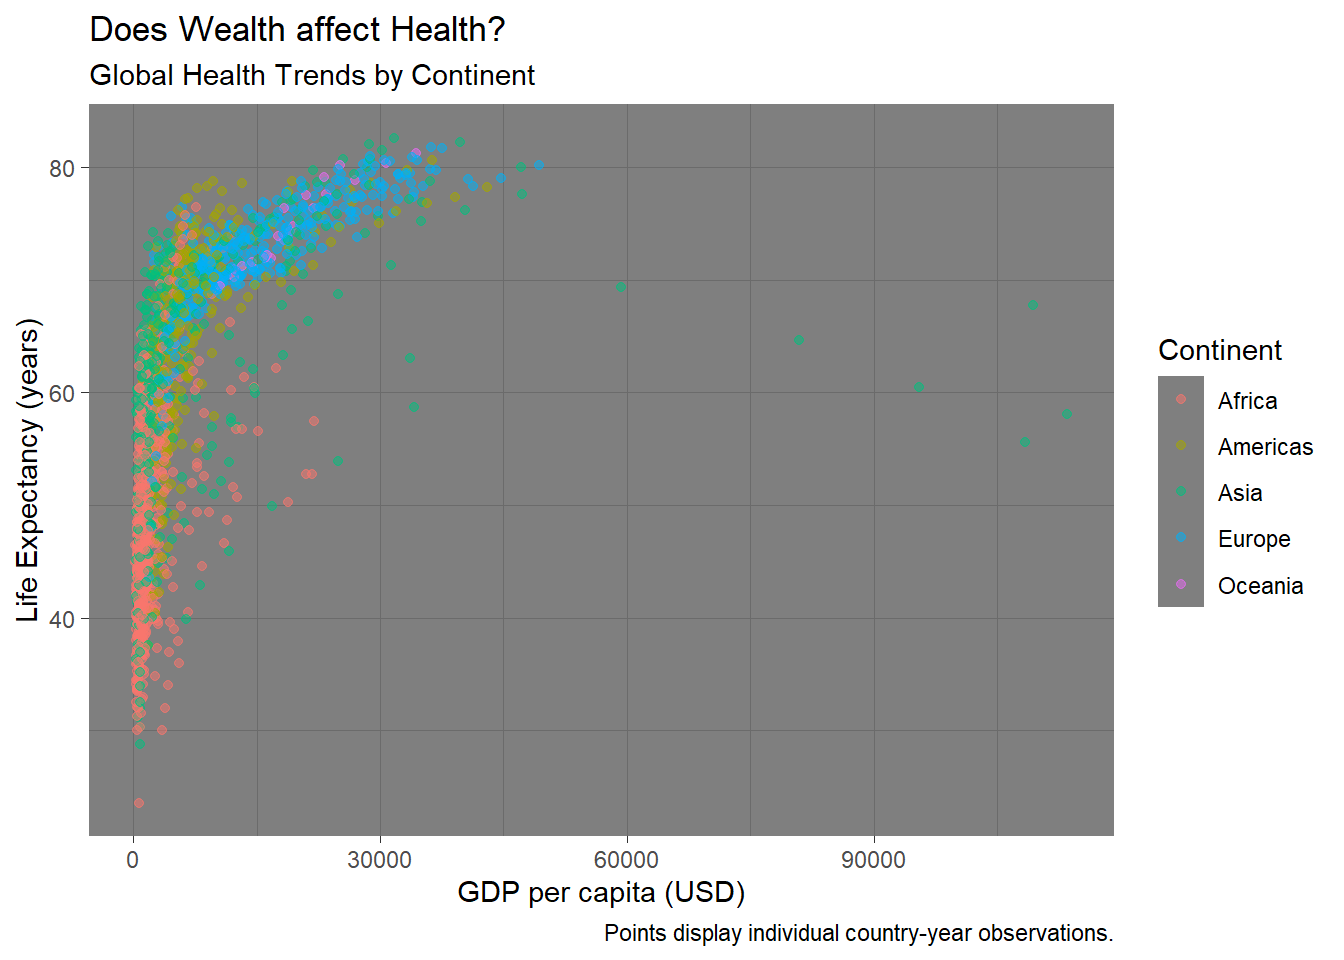 Does Wealth affect Health?
Global Health Trends by Continent
Life Expectancy (years)
80
60
40
0
30000
60000
90000
GDP per capita (USD)
Points display individual country-year observations.
Continent
Africa
Americas
Asia
Europe
Oceania